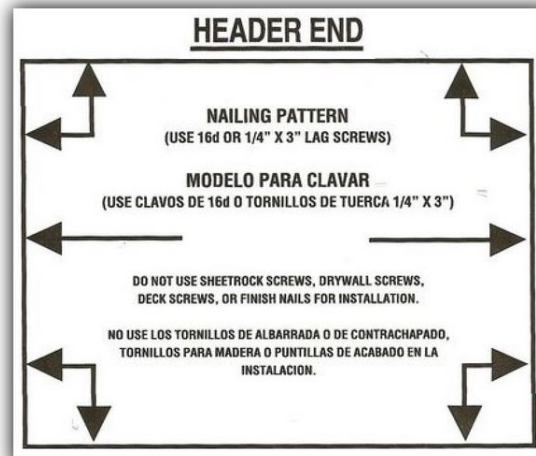 HEADER END
NAILING PATTERN
(USE 16d OR 1/4" X 3" LAG SCREWS)
MODELO PARA CLAVAR
(USE CLAVOS DE 16d O TORNILLOS DE TUERCA 1/4" X 3")
DO NOT USE SHEETROCK SCREWS, DRYWALL SCREWS,
DECK SCREWS, OR FINISH NAILS FOR INSTALLATION.
NO USE LOS TORNILLOS DE ALBARRADA O DE CONTRACHAPADO,
TORNILLOS PARA MADERA O PUNTILLAS DE ACABADO EN LA
INSTALACION.